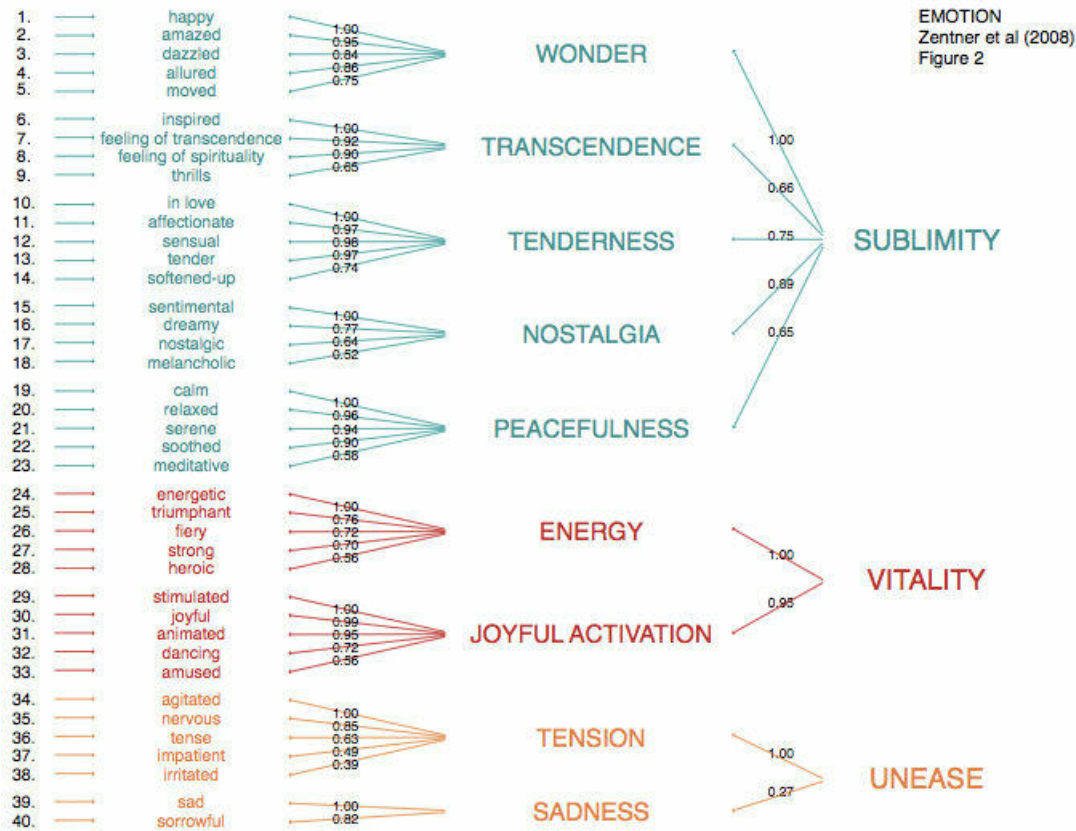 EMOTION
Zentner et al (2008)
Figure 2
1. happy 1.00
2. amazed 0.95
3. dazzled 0.84
4. allured 0.86
5. moved 0.75
WONDER
1.00
6. inspired 1.00
7. feeling of transcendence 0.92
8. feeling of spirituality 0.90
9. thrills 0.65
TRANSCENDENCE
0.66
10. in love 1.00
11. affectionate 0.97
12. sensual 0.98
13. tender 0.97
14. softened-up 0.74
TENDERNESS
0.75
SUBLIMITY
15. sentimental 1.00
16. dreamy 0.77
17. nostalgic 0.64
18. melancholic 0.52
NOSTALGIA
0.89
19. calm 1.00
20. relaxed 0.96
21. serene 0.94
22. soothed 0.90
23. meditative 0.58
PEACEFULNESS
0.65
24. energetic 1.00
25. triumphant 0.76
26. fiery 0.72
27. strong 0.70
28. heroic 0.56
ENERGY
1.00
VITALITY
29. stimulated 1.00
30. joyful 0.99
31. animated 0.95
32. dancing 0.72
33. amused 0.56
JOYFUL ACTIVATION
0.95
34. agitated 1.00
35. nervous 0.85
36. tense 0.63
37. impatient 0.49
38. irritated 0.39
TENSION
1.00
UNEASE
39. sad 1.00
40. sorrowful 0.82
SADNESS
0.27